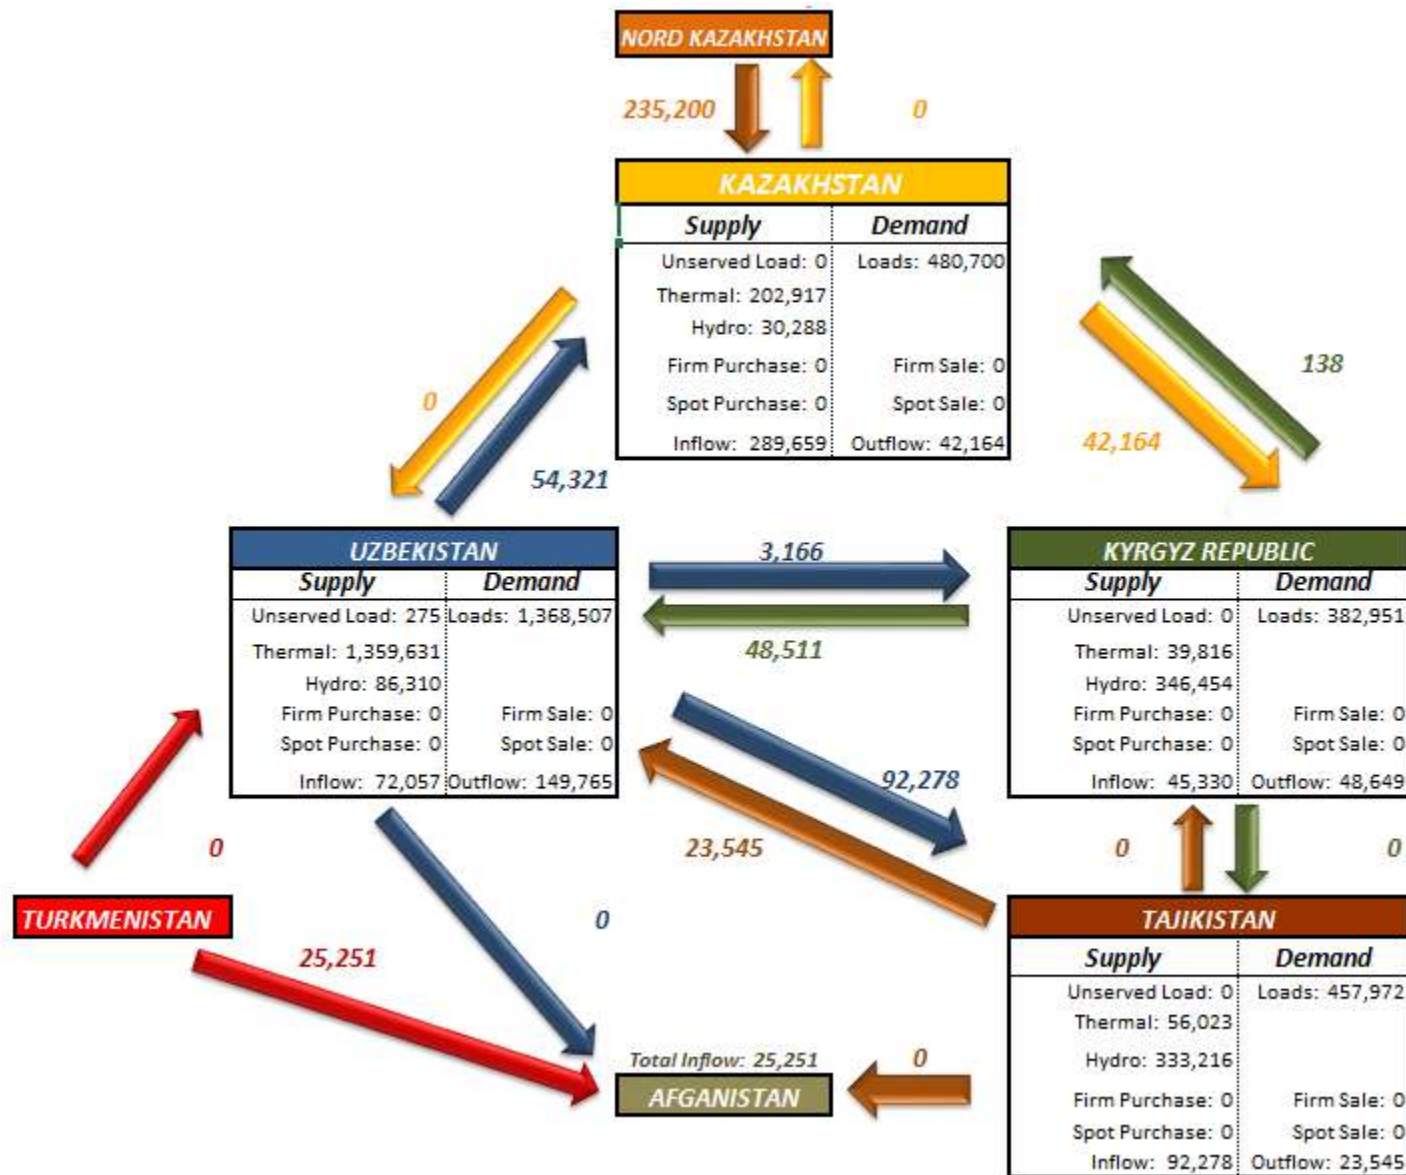 NORD KAZAKHSTAN
235,200 0
KAZAKHSTAN
Supply Demand
Unserved Load: 0 Loads: 480,700
Thermal: 202,917
Hydro: 30,288
Firm Purchase: 0 Firm Sale: 0
Spot Purchase: 0 Spot Sale: 0
Inflow: 289,659 Outflow: 42,164
0
54,321
138
42,164
UZBEKISTAN
Supply Demand
Unserved Load: 275 Loads: 1,368,507
Thermal: 1,359,631
Hydro: 86,310
Firm Purchase: 0 Firm Sale: 0
Spot Purchase: 0 Spot Sale: 0
Inflow: 72,057 Outflow: 149,765
3,166
48,511
KYRGYZ REPUBLIC
Supply Demand
Unserved Load: 0 Loads: 382,951
Thermal: 39,816
Hydro: 346,454
Firm Purchase: 0 Firm Sale: 0
Spot Purchase: 0 Spot Sale: 0
Inflow: 45,330 Outflow: 48,649
92,278
23,545
0
0
0
TURKMENISTAN
25,251
0
TAJIKISTAN
Supply Demand
Unserved Load: 0 Loads: 457,972
Thermal: 56,023
Hydro: 333,216
Firm Purchase: 0 Firm Sale: 0
Spot Purchase: 0 Spot Sale: 0
Inflow: 92,278 Outflow: 23,545
Total Inflow: 25,251
0
AFGANISTAN